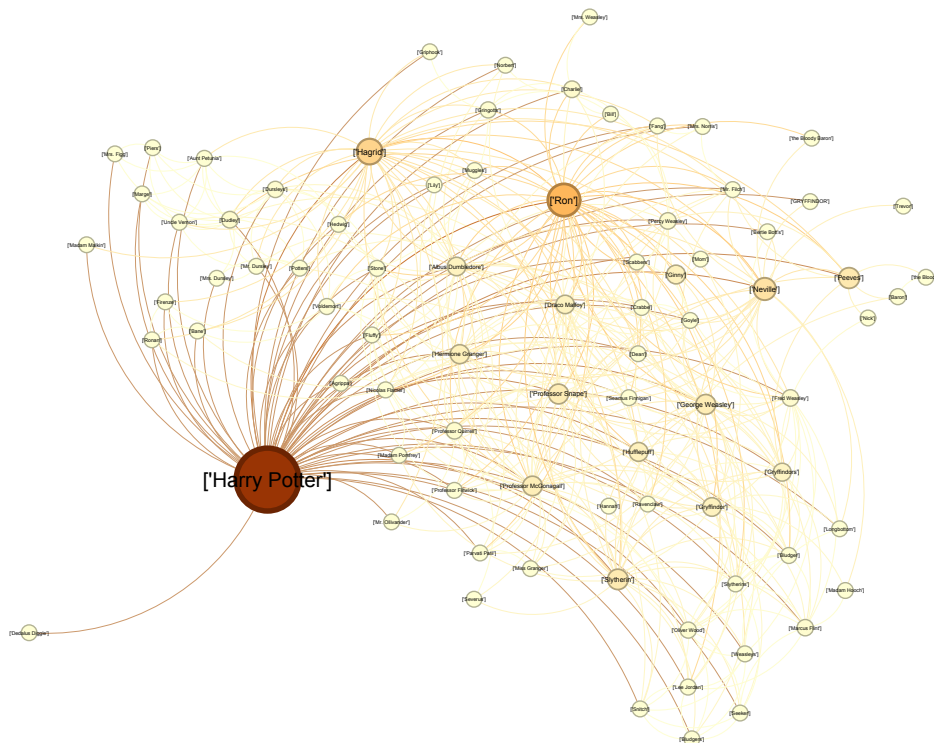 ['Mrs. Weasley']
['Griphook']
['Norbert']
['Charlie']
['Gringotts']
['Bill']
['Fang']
['Mrs. Norris']
['the Bloody Baron']
['Mrs. Figg']
['Piers']
['Aunt Petunia']
['Hagrid']
['Muggles']
['Lily']
['Dursleys']
['Marge']
['Ron']
['Mr. Filch']
['GRYFFINDOR']
['Trevor']
['Uncle Vernon']
['Dudley']
['Hedwig']
['Percy Weasley']
['Bertie Bott's']
['Madam Malkin']
['Mr. Dursley']
['Potters']
['Stone']
['Albus Dumbledore']
['Scabbers']
['Mom']
['Ginny']
['Mrs. Dursley']
['Neville']
['Peeves']
['the Blood
['Firenze']
['Voldemort']
['Draco Malfoy']
['Crabbe']
['Baron']
['Goyle']
['Nick']
['Ronan']
['Bane']
['Fluffy']
['Hermione Granger']
['Dean']
['Agrippa']
['Nicolas Flamel']
['Professor Snape']
['Seamus Finnigan']
['George Weasley']
['Fred Weasley']
['Professor Quirrell']
['Madam Pomfrey']
['Hufflepuff']
['Gryffindors']
['Harry Potter']
['Professor Flitwick']
['Professor McGonagall']
['Hannah']
['Ravenclaw']
['Gryffindor']
['Mr. Ollivander']
['Longbottom']
['Parvati Patil']
['Bludger']
['Miss Granger']
['Slytherin']
['Slytherins']
['Madam Hooch']
['Severus']
['Dedalus Diggle']
['Oliver Wood']
['Marcus Flint']
['Weasleys']
['Lee Jordan']
['Snitch']
['Seeker']
['Bludgers']